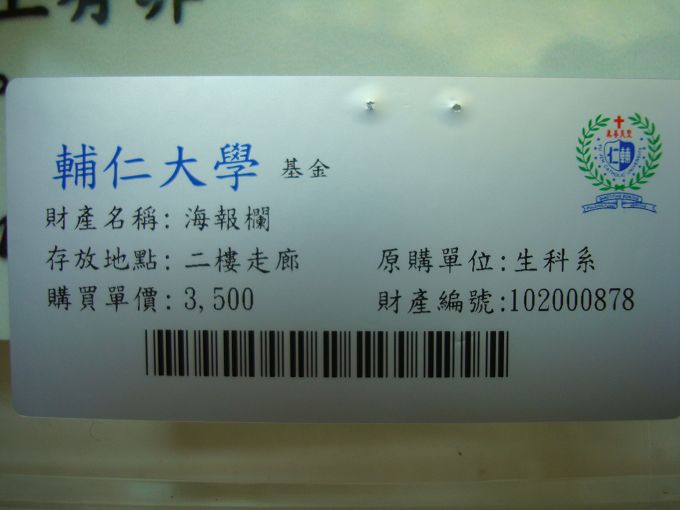 輔仁大學 基金
財產名稱: 海報欄
存放地點: 二樓走廊 原購單位:生科系
購買單價: 3,500 財產編號:102000878
輔仁